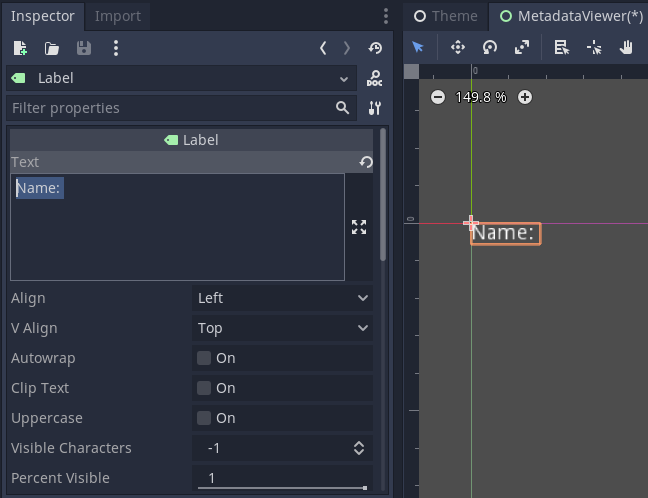 Inspector Import
Theme MetadataViewer(*)
Label
DOC
Filter properties
Label
Text
Name:
Align Left
V Align Top
Autowrap On
Clip Text On
Uppercase On
Visible Characters -1
Percent Visible 1
0
149.8 %
0
Name: